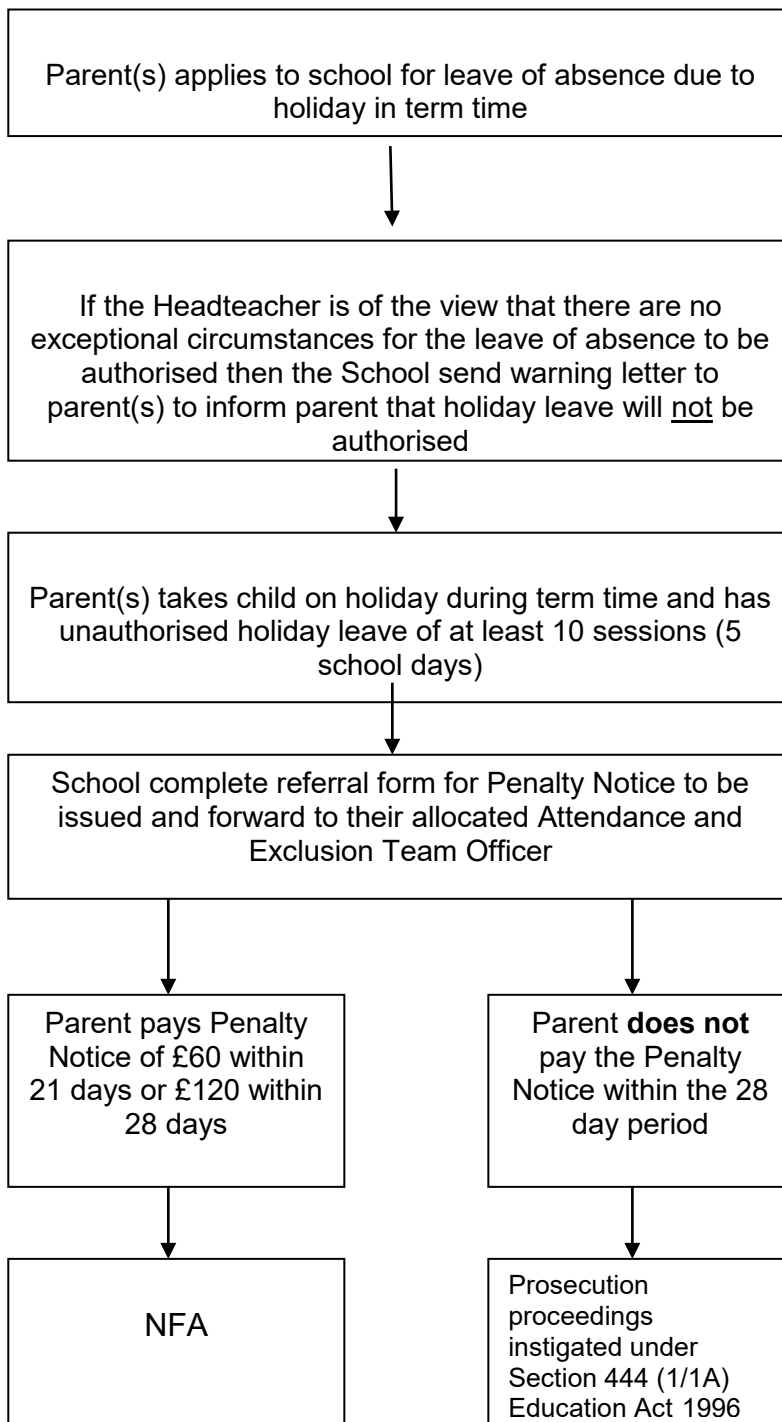 Parent(s) applies to school for leave of absence due to
holiday in term time
If the Headteacher is of the view that there are no
exceptional circumstances for the leave of absence to be
authorised then the School send warning letter to
parent(s) to inform parent that holiday leave will not be
authorised
Parent(s) takes child on holiday during term time and has
unauthorised holiday leave of at least 10 sessions (5
school days)
School complete referral form for Penalty Notice to be
issued and forward to their allocated Attendance and
Exclusion Team Officer
Parent pays Penalty
Notice of £60 within
21 days or £120 within
28 days
Parent does not
pay the Penalty
Notice within the 28
day period
NFA
Prosecution
proceedings
instigated under
Section 444 (1/1A)
Education Act 1996